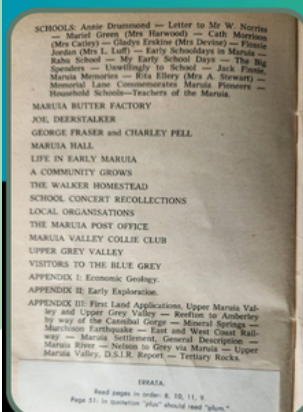 SCHOOLS: Annie Drummond — Letter to Mr W. Norries
— Muriel Green (Mrs Harwood) — Cath Morrison
(Mrs Catley) — Gladys Erskine (Mrs Devine) — Flossie
Jordan (Mrs L. Luff) — Early Schooldays in Maruia —
Rahu School — My Early School Days — The Big
Spenders — Unwillingly to School — Jack Finnie,
Maruia Memories — Rita Ellery (Mrs A. Stewart) —
Memorial Lane Commemorates Maruia Pioneers —
Household Schools—Teachers of the Maruia.
MARUIA BUTTER FACTORY
JOE, DEERSTALKER
GEORGE FRASER and CHARLEY PELL
MARUIA HALL
LIFE IN EARLY MARUIA
A COMMUNITY GROWS
THE WALKER HOMESTEAD
SCHOOL CONCERT RECOLLECTIONS
LOCAL ORGANISATIONS
THE MARUIA POST OFFICE
MARUIA VALLEY COLLIE CLUB
UPPER GREY VALLEY
VISITORS TO THE BLUE GREY
APPENDIX I: Economic Geology.
APPENDIX II; Early Exploration.
APPENDIX III: First Land Applications, Upper Maruia Val-
ley and Upper Grey Valley — Reefton to Amberley
by way of the Cannibal Gorge — Mineral Springs —
Murchison Earthquake — East and West Coast Rail-
way — Maruia Settlement, General Description —
Maruia River — Nelson to Grey via Maruia — Upper
Maruia Valley, D.S.I.R. Report — Tertiary Rocks.
ERRATA.
Read pages in order: 8, 10, 11, 9.
Page 51: in quotation "plus" should read "plum."